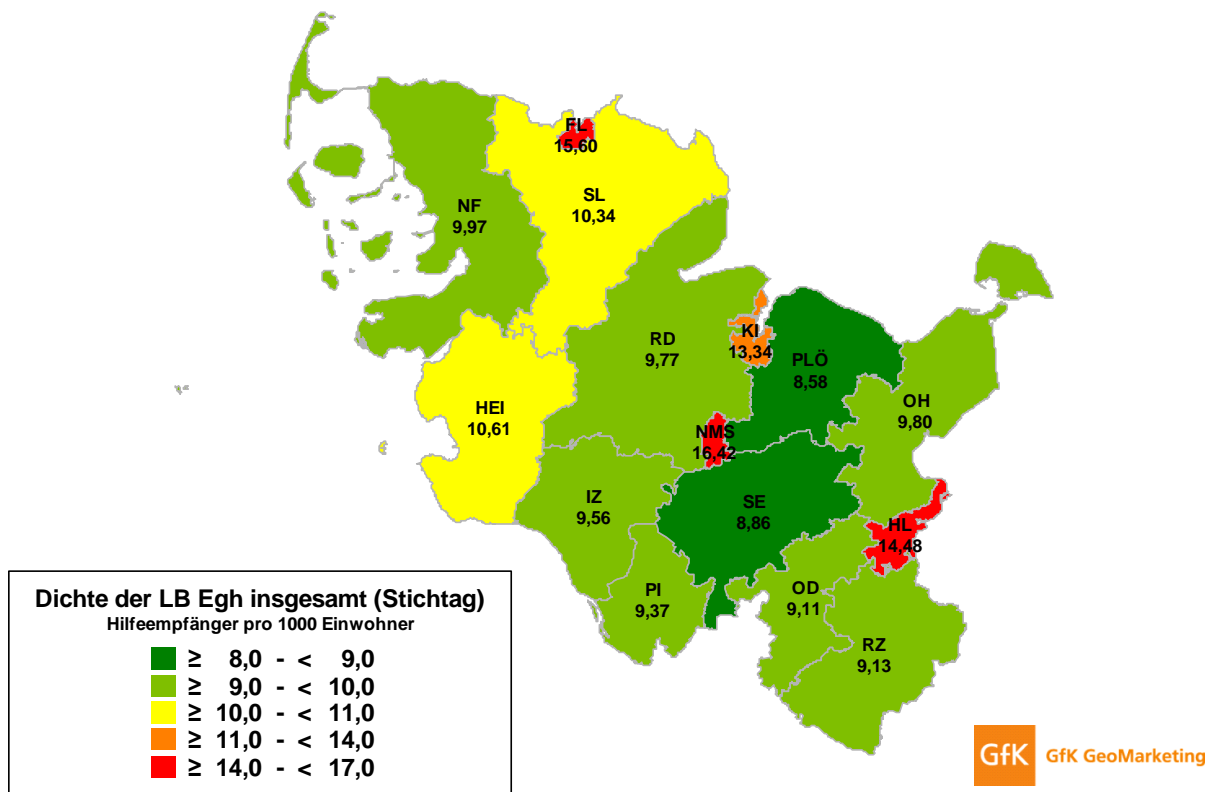 FL
15,60
SL
10,34
NF
9,97
RD
9,77
KI
13,34
PLÖ
8,58
OH
9,80
HEI
10,61
NMS
16,42
IZ
9,56
SE
8,86
HL
14,48
PI
9,37
OD
9,11
RZ
9,13
Dichte der LB Egh insgesamt (Stichtag)
Hilfeempfänger pro 1000 Einwohner
≥ 8,0 - < 9,0
≥ 9,0 - < 10,0
≥ 10,0 - < 11,0
≥ 11,0 - < 14,0
≥ 14,0 - < 17,0
GfK GfK GeoMarketing